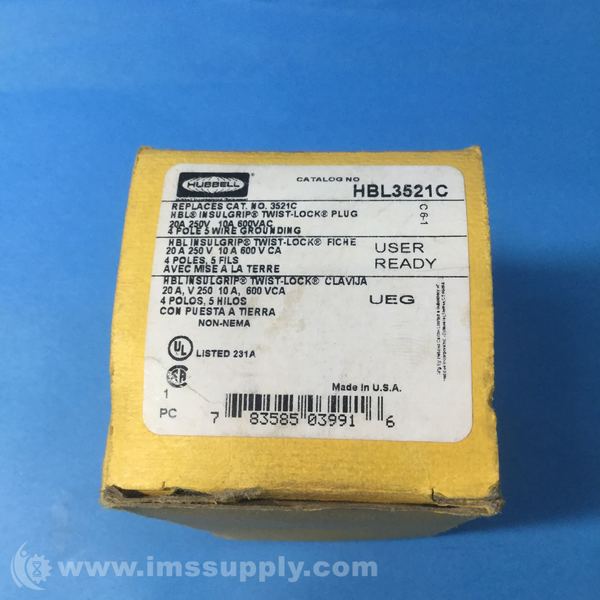 HUBBELL
CATALOG NO HBL3521C
REPLACES CAT. NO. 3521C
HBL® INSULGRIP® TWIST-LOCK® PLUG
20A 250V 10A 600VAC
4 POLE 5 WIRE GROUNDING
C-6-1
HBL INSULGRIP® TWIST-LOCK® FICHE
20 A 250 V 10 A 600 V CA
4 POLES, 5 FILS
AVEC MISE A LA TERRE
USER
READY
HBL INSULGRIP® TWIST-LOCK® CLAVIJA
20 A, V 250 10 A, 600 VCA
4 POLOS, 5 HILOS
CON PUESTA A TIERRA
NON-NEMA
UEG
UL
LISTED 231A
1
PC
Made in U.S.A.
7 83585 03991 6
www.imssupply.com